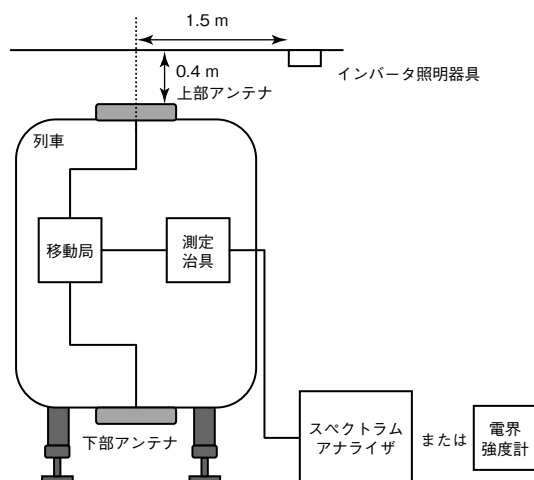 1.5 m
インバータ照明器具
0.4 m
上部アンテナ
列車
移動局
測定
治具
下部アンテナ
スペクトラム
アナライザ
または
電界
強度計